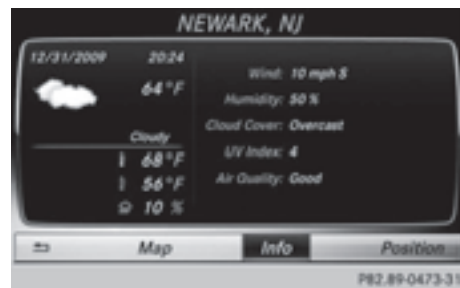 NEWARK, NJ
12/31/2009 20:24
64°F
Cloudy
68°F
56°F
10 %
Wind: 10 mph S
Humidity: 50 %
Cloud Cover: Overcast
UV Index: 4
Air Quality: Good
Map Info Position
P82.89-0473-31